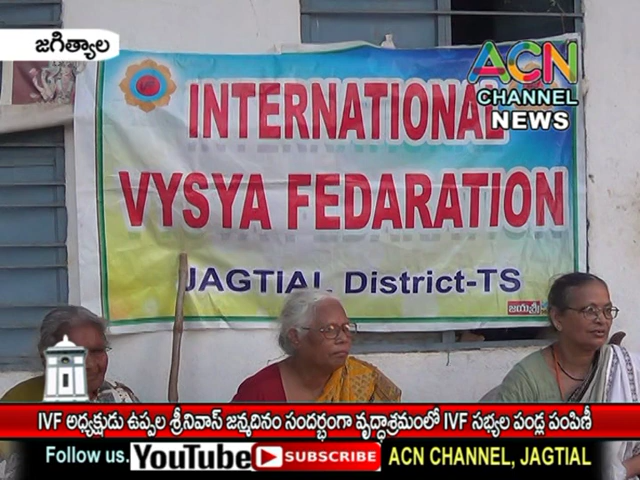 జగిత్యాల
ACN
CHANNEL
NEWS
INTERNATIONAL
VYSYA FEDARATION
JAGTIAL District-TS
జయశ్రీ
IVF అధ్యక్షుడు ఉప్పల శ్రీనివాస్ జన్మదినం సందర్భంగా వృద్ధాశ్రమంలో IVF సభ్యుల పండ్ల పంపిణీ
Follow us. YouTube SUBSCRIBE ACN CHANNEL, JAGTIAL